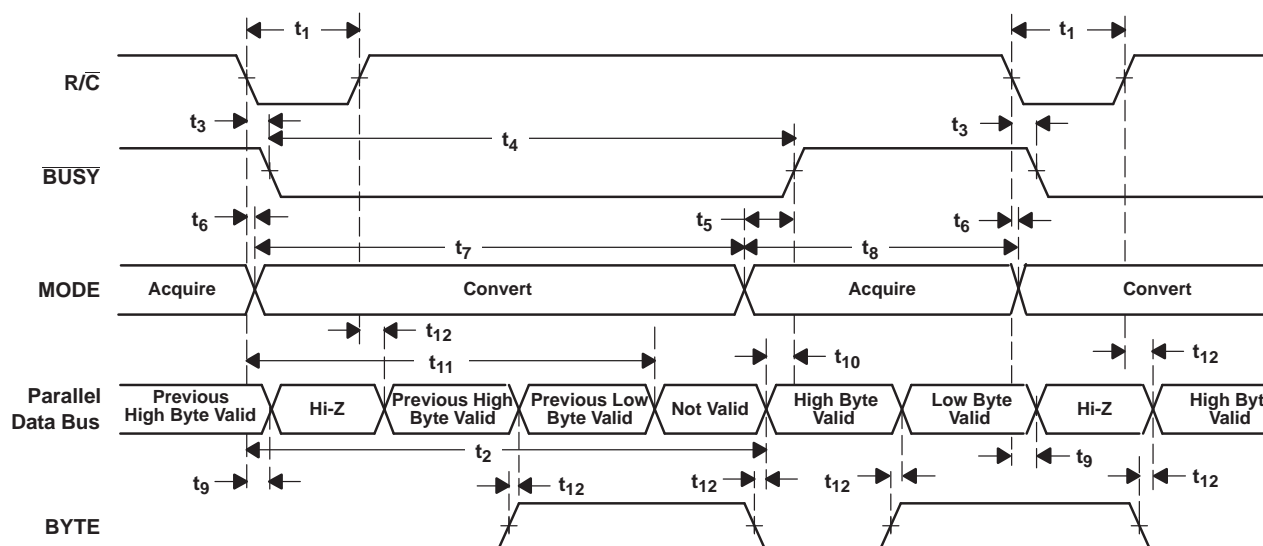 t1 t1
R/C̅
t3 t4 t3
B̅U̅S̅Y̅
t6 t5 t6
t7 t8
MODE Acquire Convert Acquire Convert
t12
t11 t10 t12
Parallel
Data Bus
Previous
High Byte Valid
Hi-Z
Previous High
Byte Valid
Previous Low
Byte Valid
Not Valid
High Byte
Valid
Low Byte
Valid
Hi-Z
High Byt
Valid
t2
t9 t12 t12 t12 t9 t12
BYTE